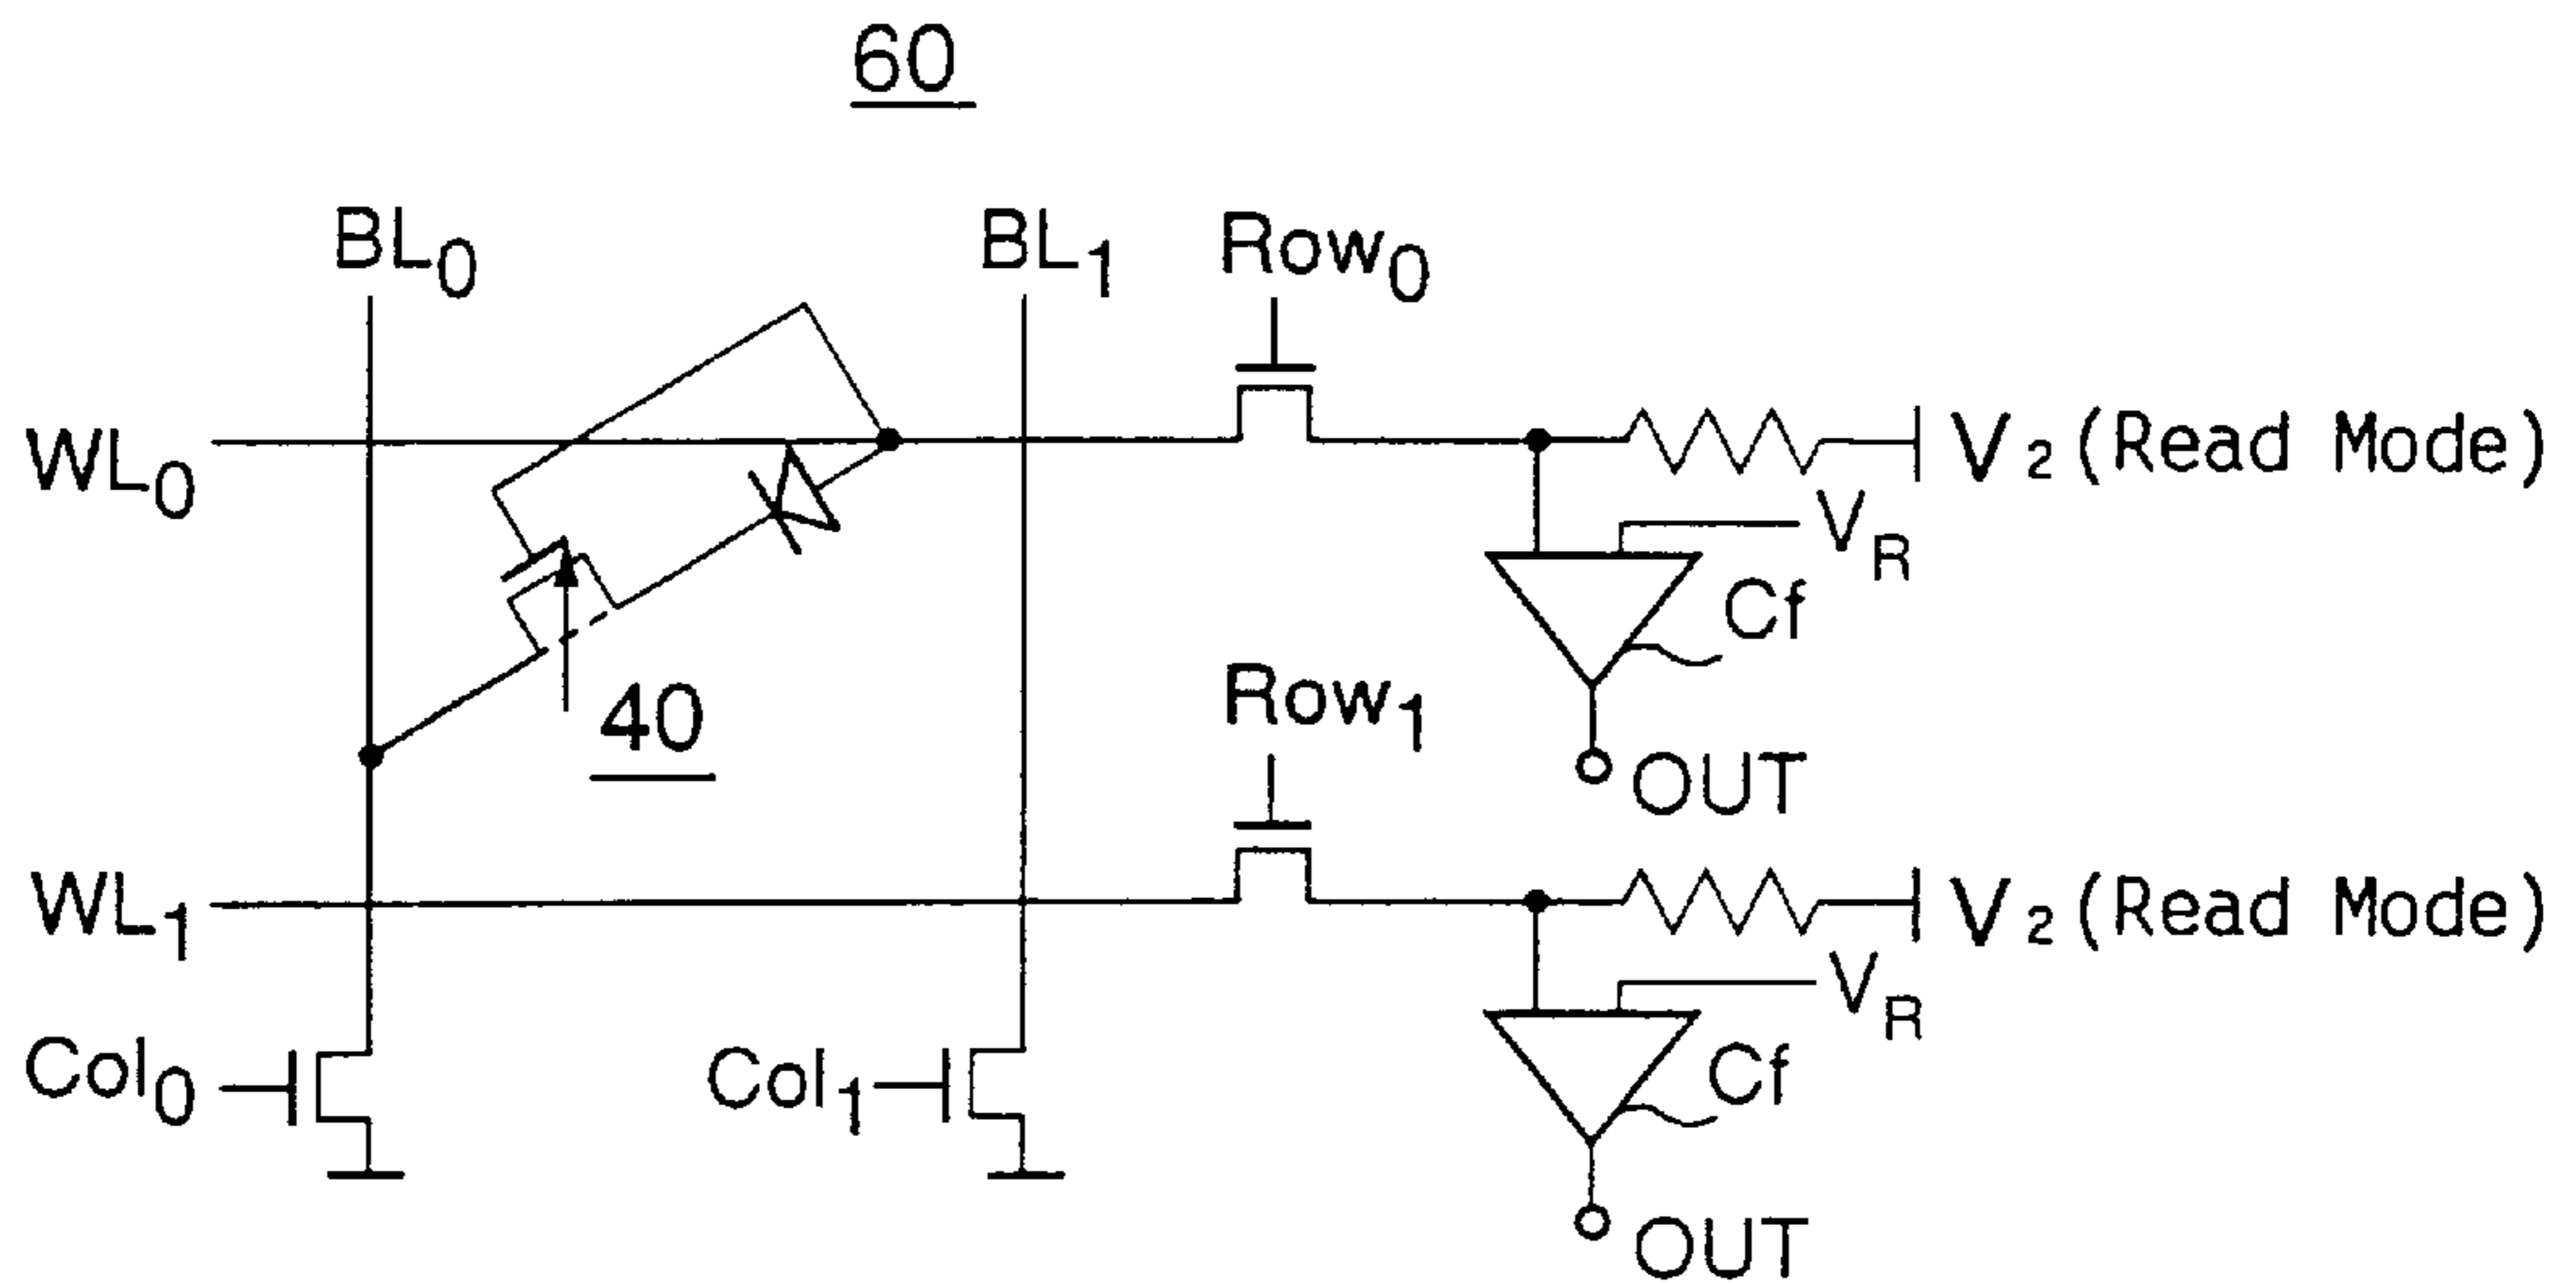 60
BL0 BL1 Row0
WL0 V2 (Read Mode)
VR
Cf
40 Row1
OUT
WL1 V2 (Read Mode)
VR
Col0 Col1 Cf
OUT